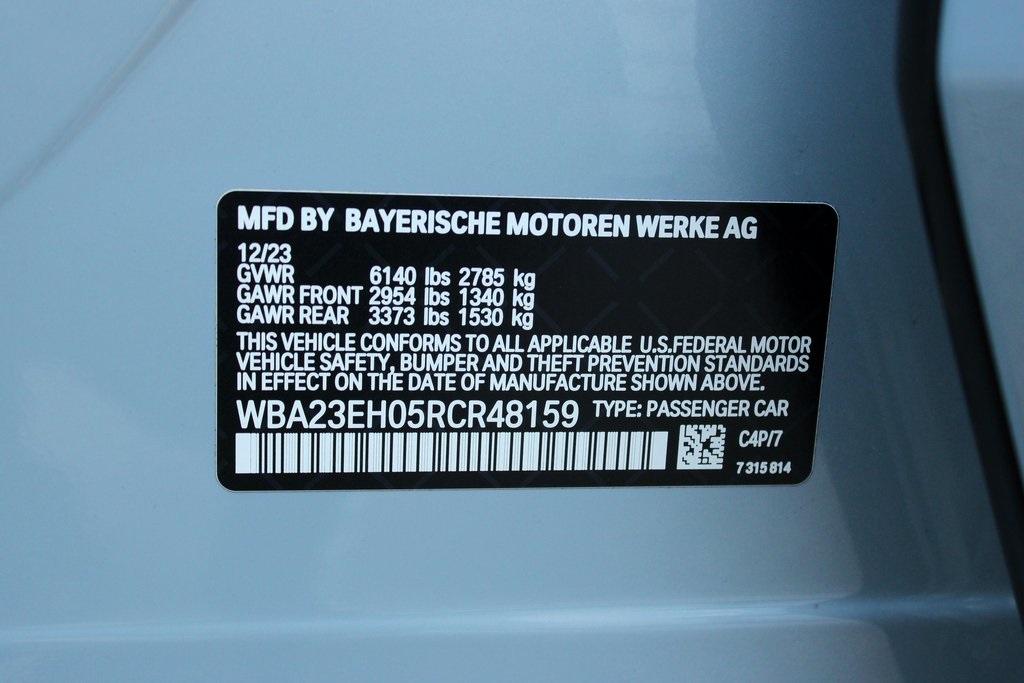 MFD BY BAYERISCHE MOTOREN WERKE AG
12/23
GVWR 6140 lbs 2785 kg
GAWR FRONT 2954 lbs 1340 kg
GAWR REAR 3373 lbs 1530 kg
THIS VEHICLE CONFORMS TO ALL APPLICABLE U.S.FEDERAL MOTOR
VEHICLE SAFETY, BUMPER AND THEFT PREVENTION STANDARDS
IN EFFECT ON THE DATE OF MANUFACTURE SHOWN ABOVE.
WBA23EH05RCR48159 TYPE: PASSENGER CAR
C4P/7
7 315 814